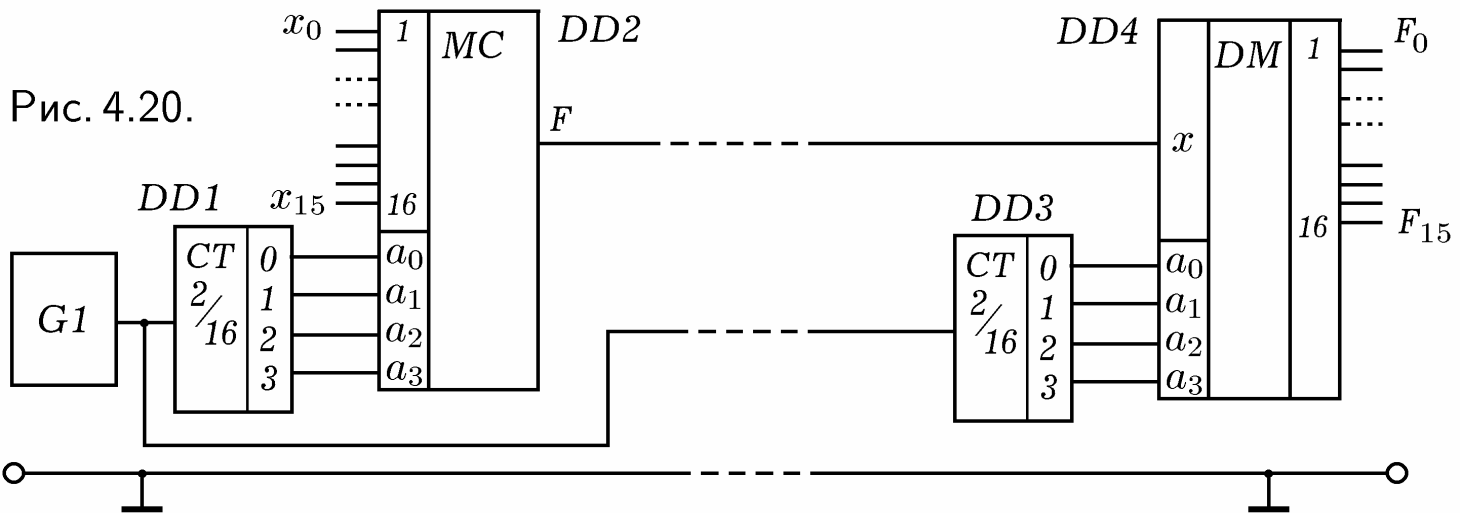 Рис. 4.20.
x0
x15
1
16
MC
DD2
F
a0
a1
a2
a3
DD1
CT
2/16
0
1
2
3
G1
DD3
CT
2/16
0
1
2
3
DD4
x
DM
1
16
a0
a1
a2
a3
F0
F15